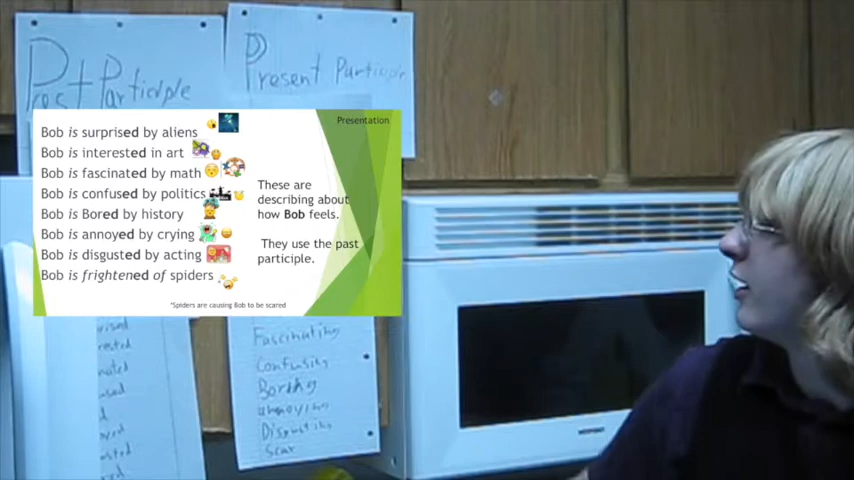 Past Participle
Present Participle
Presentation
Bob is surprised by aliens
Bob is interested in art
Bob is fascinated by math
Bob is confused by politics
Bob is Bored by history
Bob is annoyed by crying
Bob is disgusted by acting
Bob is frightened of spiders
These are
describing about
how Bob feels.
They use the past
participle.
*Spiders are causing Bob to be scared
Fascinating
Confusing
Boring
Annoying
Disgusting
Scar